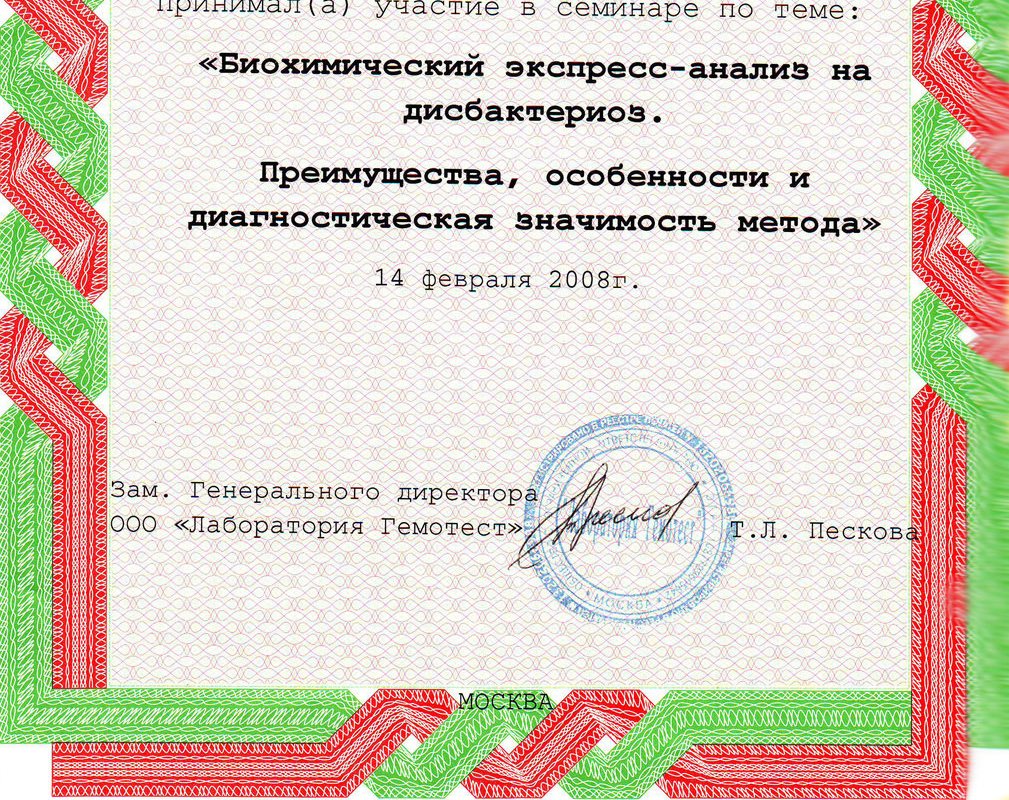 принимал(а) участие в семинаре по теме:
«Биохимический экспресс-анализ на
дисбактериоз.
Преимущества, особенности и
диагностическая значимость метода»
14 февраля 2008г.
Зам. Генерального директора
ООО «Лаборатория Гемотест»
Т.Л. Пескова
МОСКВА
МОСКВА